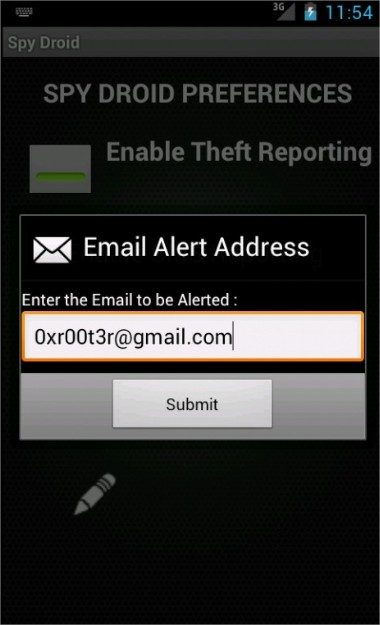 3G 11:54
Spy Droid
SPY DROID PREFERENCES
Enable Theft Reporting
Email Alert Address
Enter the Email to be Alerted :
0xr00t3r@gmail.com
Submit